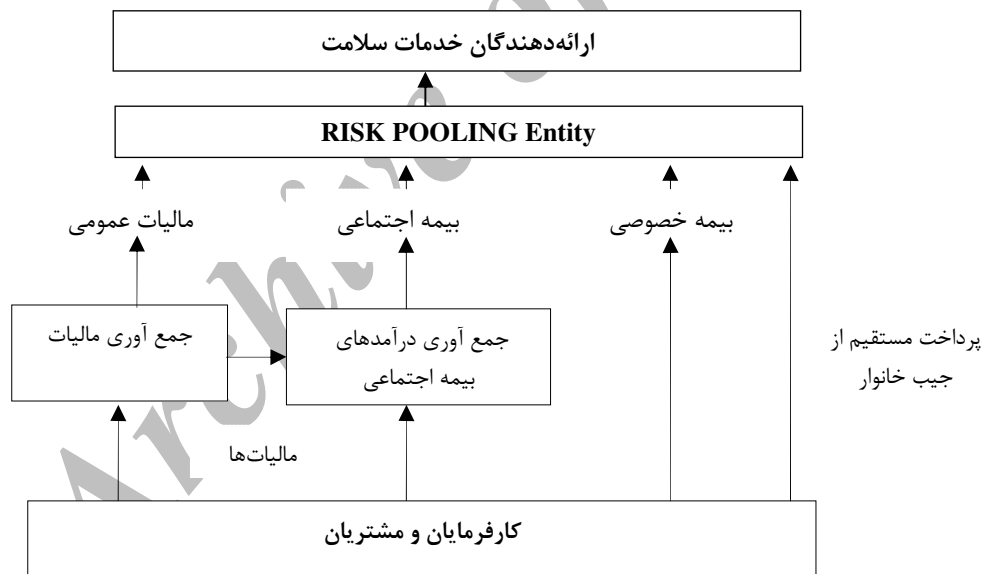 ارائه‌دهندگان خدمات سلامت
RISK POOLING Entity
مالیات عمومی
بیمه اجتماعی
بیمه خصوصی
جمع آوری مالیات
جمع آوری درآمدهای
بیمه اجتماعی
پرداخت مستقیم از
جیب خانوار
مالیات‌ها
کارفرمایان و مشتریان
Archive